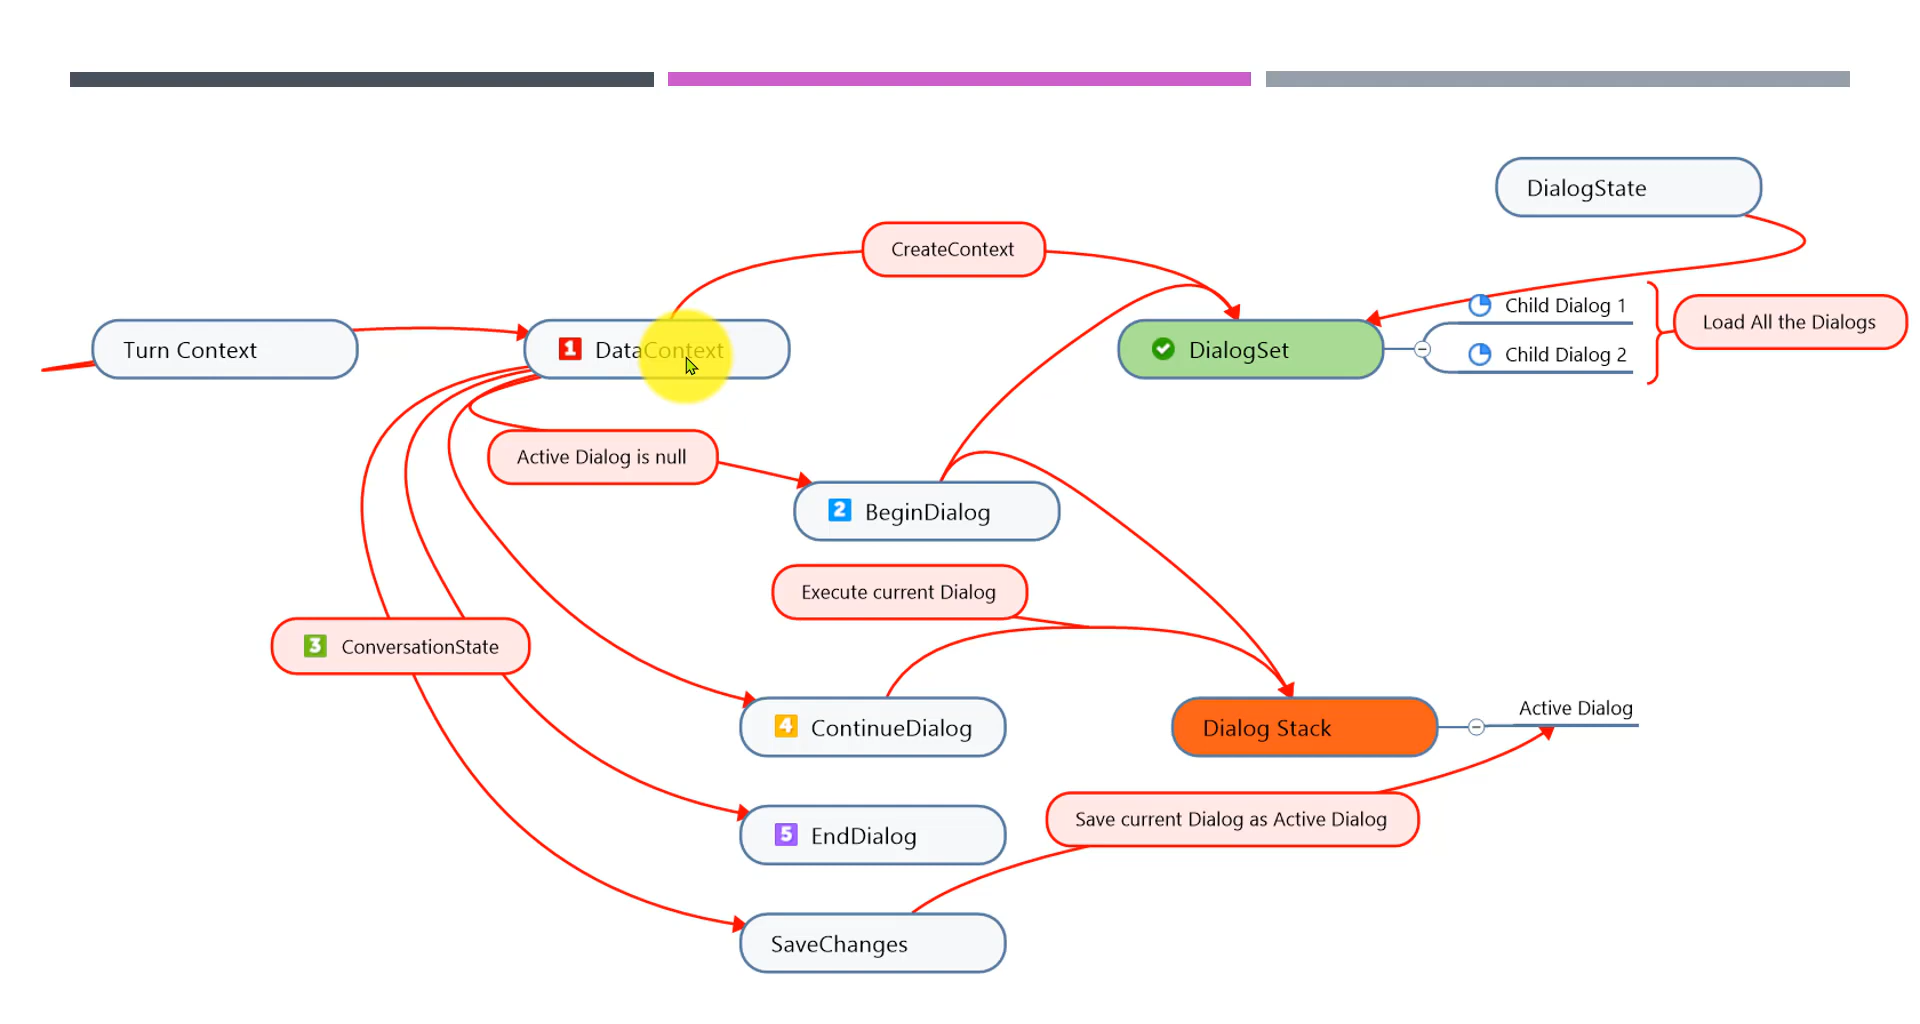 DialogState
CreateContext
Turn Context
1 DataContext
DialogSet
Child Dialog 1
Child Dialog 2
Load All the Dialogs
Active Dialog is null
2 BeginDialog
Execute current Dialog
3 ConversationState
4 ContinueDialog
Dialog Stack
Active Dialog
5 EndDialog
Save current Dialog as Active Dialog
SaveChanges